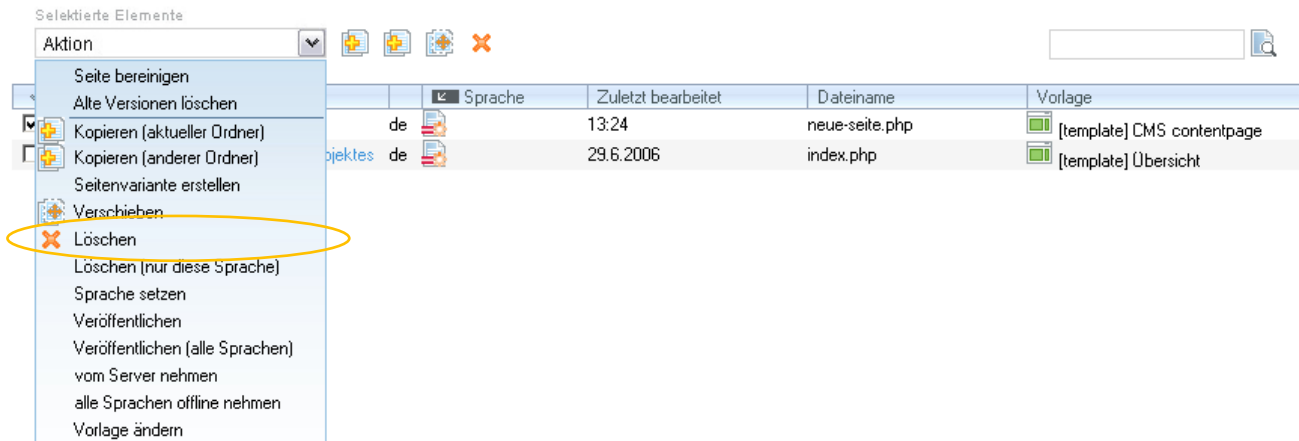 Selektierte Elemente
Aktion
Seite bereinigen
Alte Versionen löschen
Kopieren (aktueller Ordner)
Kopieren (anderer Ordner)
Seitenvariante erstellen
Verschieben
Löschen
Löschen (nur diese Sprache)
Sprache setzen
Veröffentlichen
Veröffentlichen (alle Sprachen)
vom Server nehmen
alle Sprachen offline nehmen
Vorlage ändern
Sprache Zuletzt bearbeitet Dateiname Vorlage
de 13:24 neue-seite.php [template] CMS contentpage
de 29.6.2006 index.php [template] Übersicht